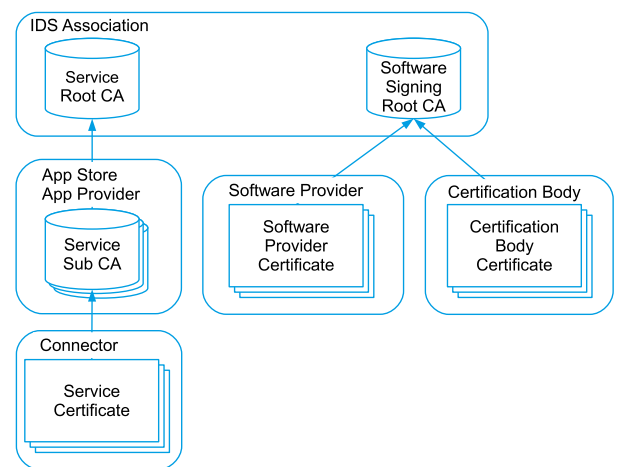 IDS Association
Service
Root CA
Software
Signing
Root CA
App Store
App Provider
Service
Sub CA
Software Provider
Software
Provider
Certificate
Certification Body
Certification
Body
Certificate
Connector
Service
Certificate